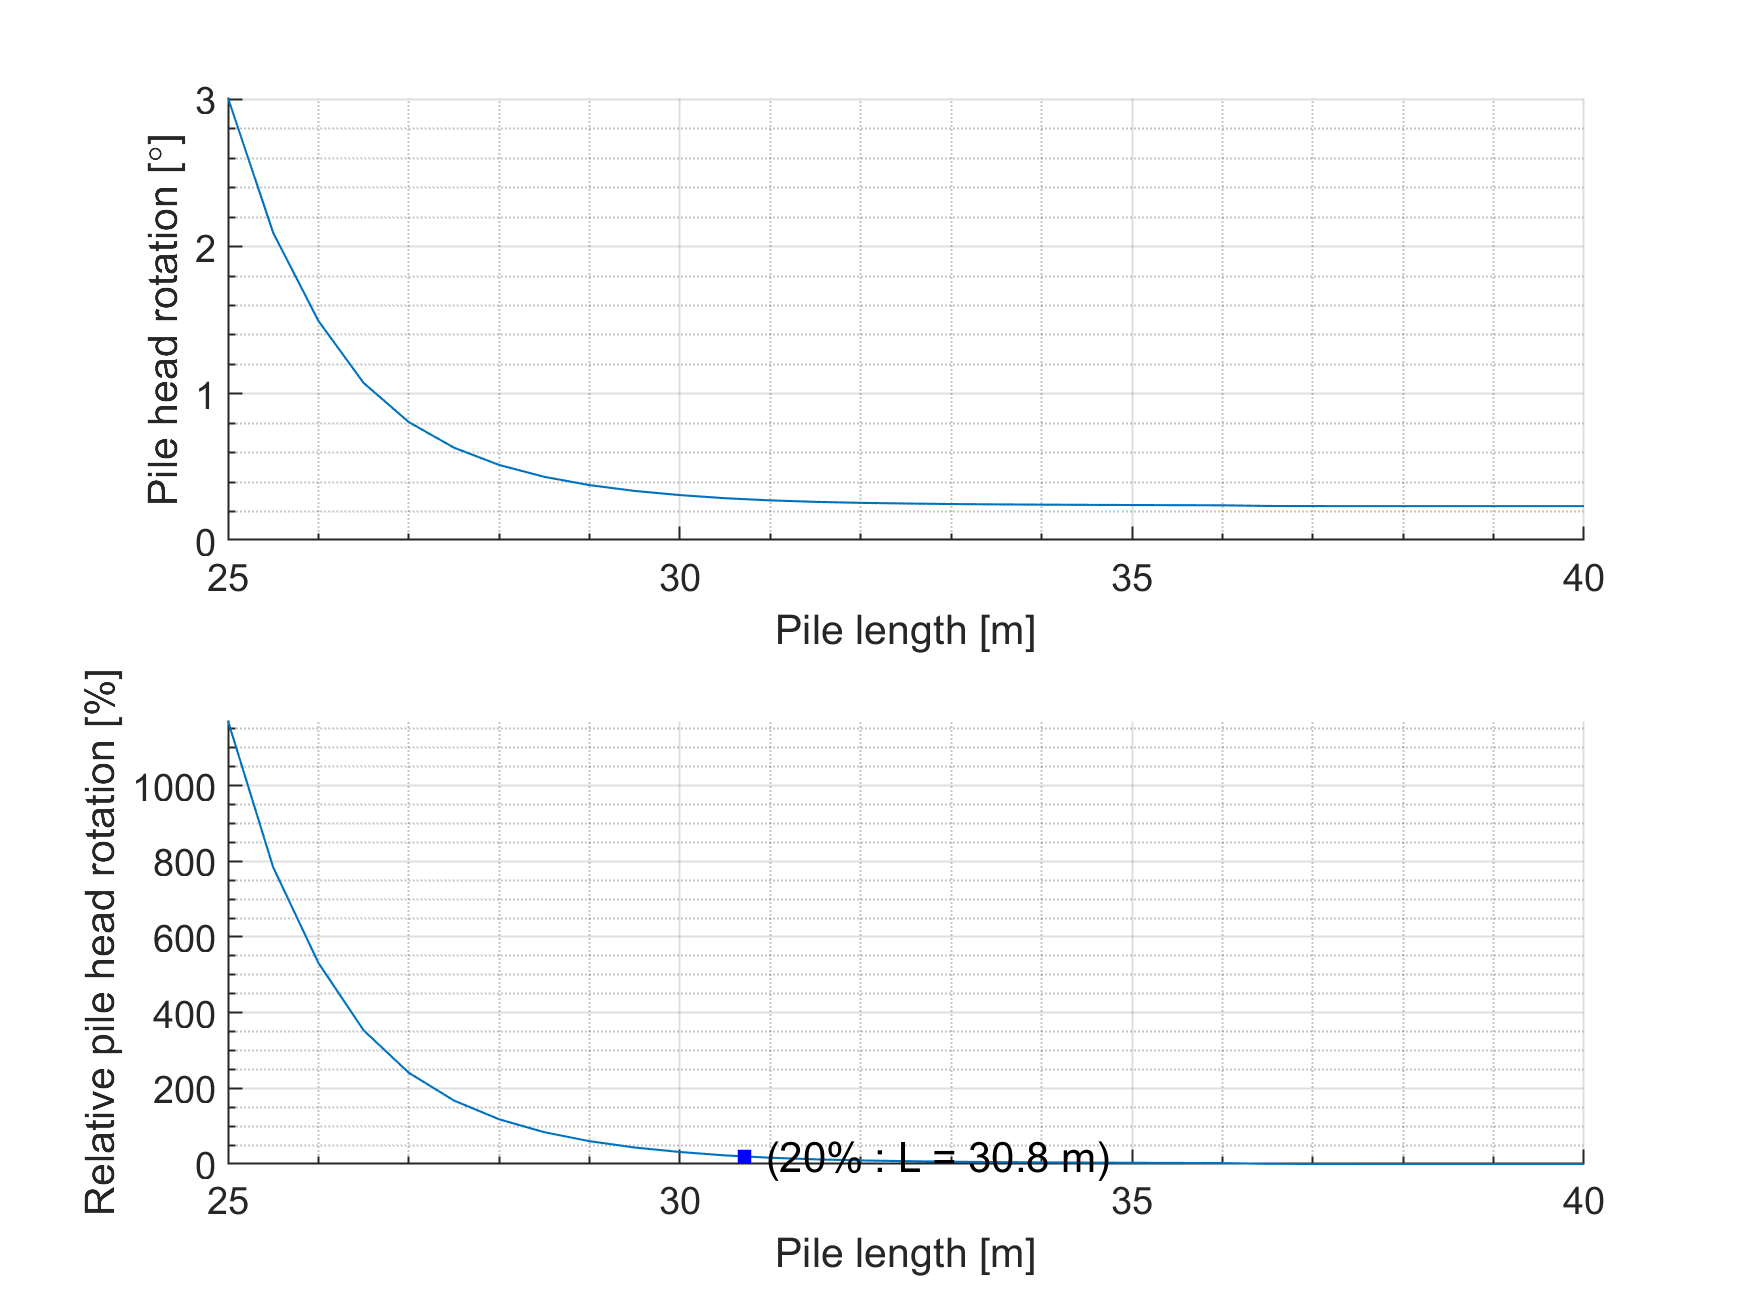 3
2
1
0
Pile head rotation [°]
25 30 35 40
Pile length [m]
1000
800
600
400
200
0
Relative pile head rotation [%]
(20% : L = 30.8 m)
25 30 35 40
Pile length [m]